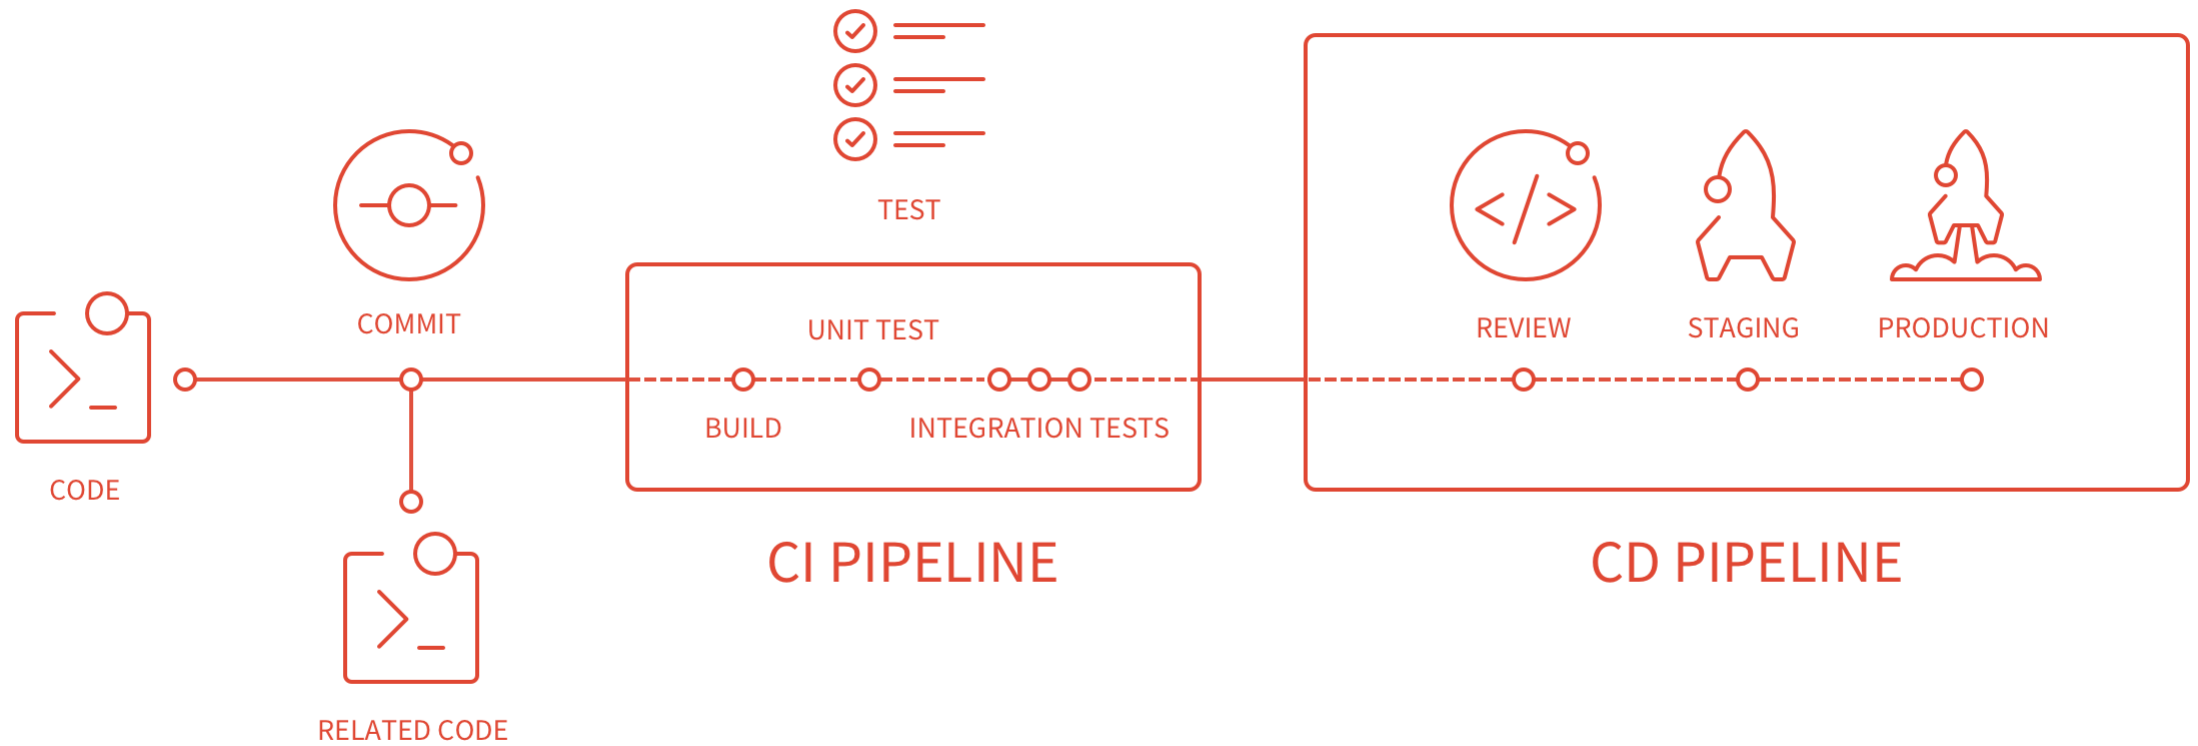 CODE
COMMIT
RELATED CODE
TEST
UNIT TEST
BUILD
INTEGRATION TESTS
CI PIPELINE
REVIEW
STAGING
PRODUCTION
CD PIPELINE